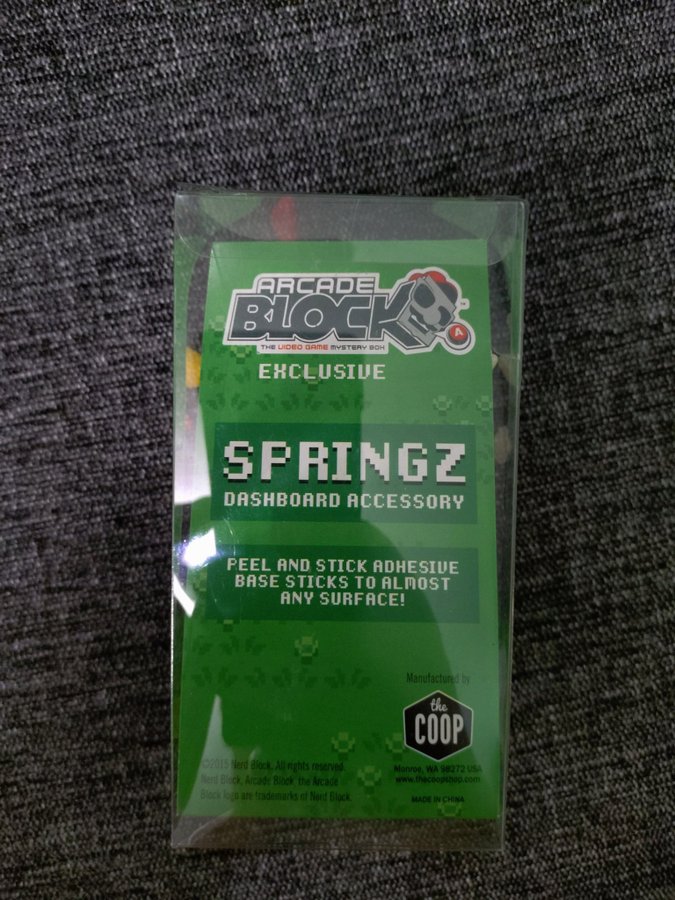 ARCADE
BLOCK
THE VIDEO GAME MYSTERY BOX
TM
A
EXCLUSIVE
SPRINGZ
DASHBOARD ACCESSORY
PEEL AND STICK ADHESIVE
BASE STICKS TO ALMOST
ANY SURFACE!
Manufactured by
the
COOP
Monroe, WA 98272 USA
www.thecoopshop.com
MADE IN CHINA
©2015 Nerd Block. All rights reserved.
Nerd Block, Arcade Block, the Arcade
Block logo are trademarks of Nerd Block.